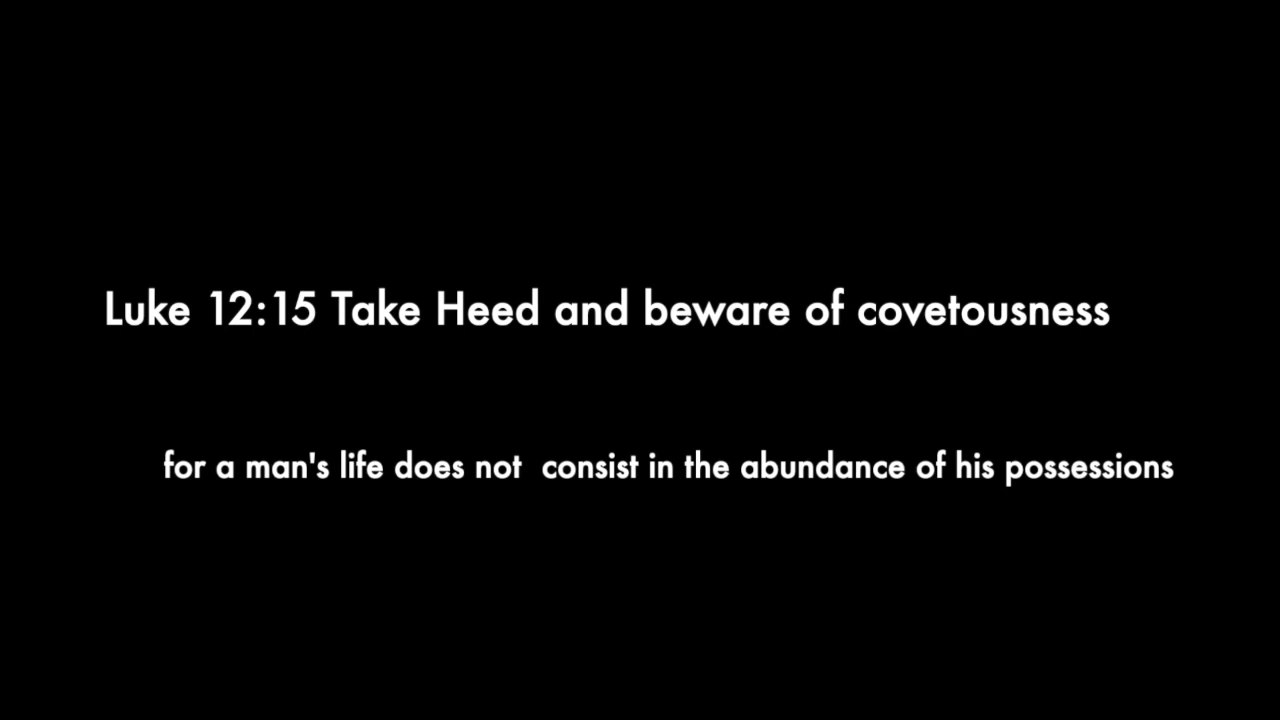 Luke 12:15 Take Heed and beware of covetousness
for a man's life does not  consist in the abundance of his possessions